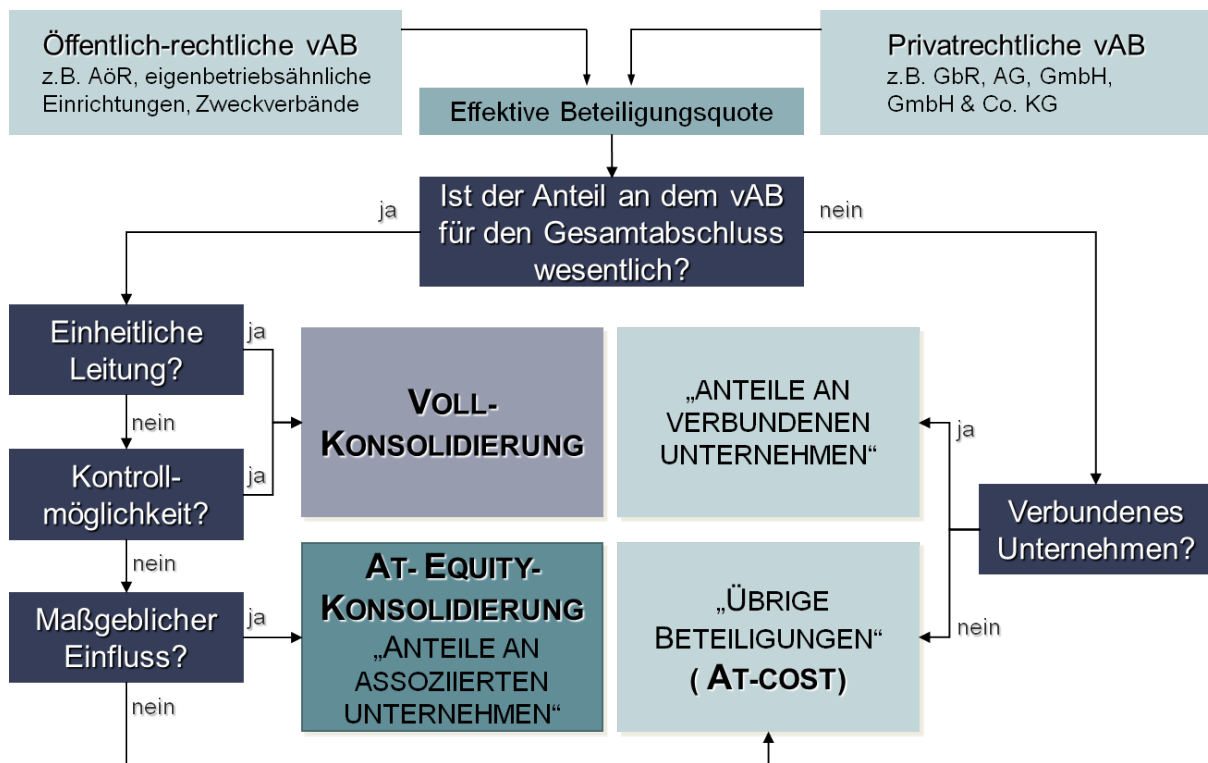 Öffentlich-rechtliche vAB
z.B. AöR, eigenbetriebsähnliche
Einrichtungen, Zweckverbände
Privatrechtliche vAB
z.B. GbR, AG, GmbH,
GmbH & Co. KG
Effektive Beteiligungsquote
Ist der Anteil an dem vAB
für den Gesamtabschluss
wesentlich?
ja
nein
Einheitliche
Leitung?
ja
nein
Kontroll-
möglichkeit?
ja
nein
Maßgeblicher
Einfluss?
ja
nein
VOLL-
KONSOLIDIERUNG
„ANTEILE AN
VERBUNDENEN
UNTERNEHMEN“
AT- EQUITY-
KONSOLIDIERUNG
„ANTEILE AN
ASSOZIIERTEN
UNTERNEHMEN“
„ÜBRIGE
BETEILIGUNGEN“
( AT-COST)
ja
Verbundenes
Unternehmen?
nein